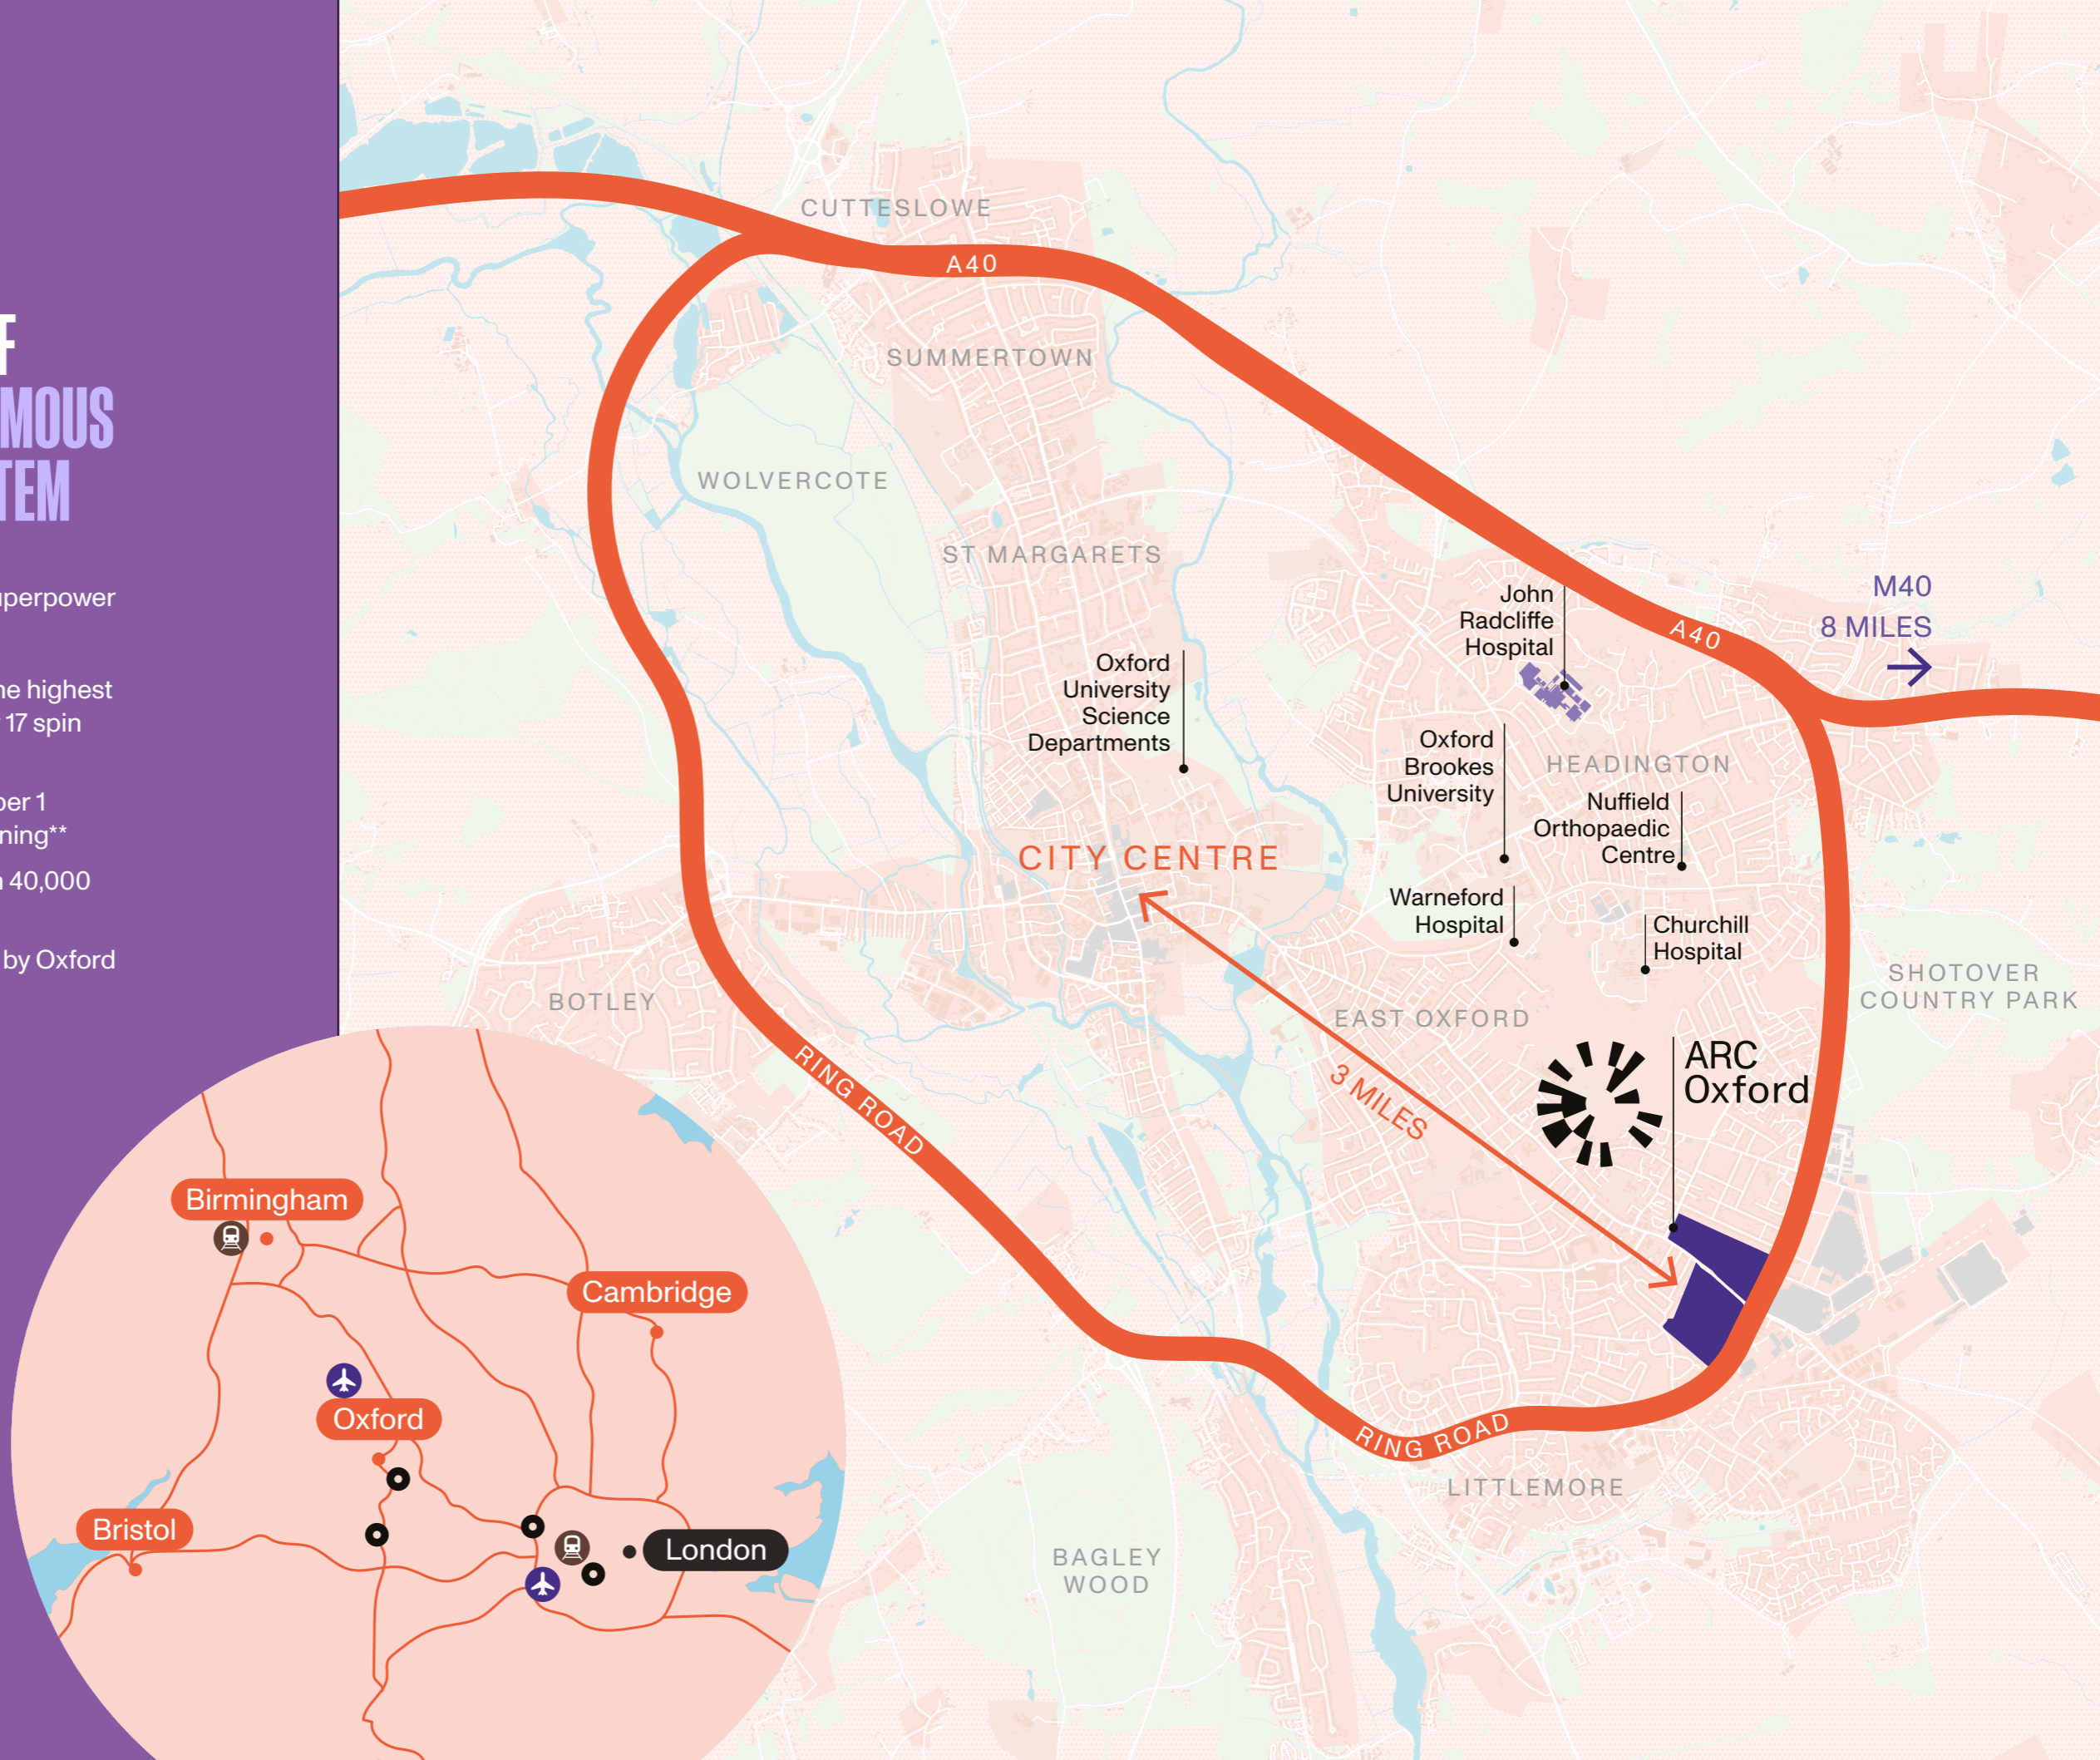 F
MOUS
TEM
uperpower
he highest
17 spin
per 1
ning**
40,000
by Oxford
CUTTESLOWE
A40
SUMMERTOWN
WOLVERCOTE
ST MARGARETS
John
Radcliffe
Hospital
A40
M40
8 MILES
Oxford
University
Science
Departments
Oxford
Brookes
University
HEADINGTON
Nuffield
Orthopaedic
Centre
CITY CENTRE
Warneford
Hospital
Churchill
Hospital
SHOTOVER
COUNTRY PARK
BOTLEY
EAST OXFORD
3 MILES
ARC
Oxford
RING ROAD
RING ROAD
LITTLEMORE
BAGLEY
WOOD
Birmingham
Cambridge
Oxford
Bristol
London